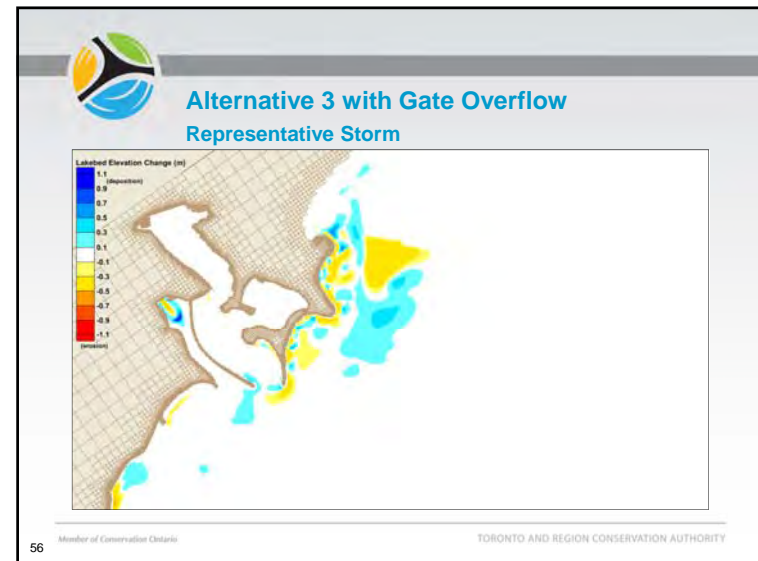 Alternative 3 with Gate Overflow
Representative Storm
Lakebed Elevation Change (m)
1.1
(deposition)
0.9
0.7
0.5
0.3
0.1
-0.1
-0.3
-0.5
-0.7
-0.9
-1.1
(erosion)
Member of Conservation Ontario
TORONTO AND REGION CONSERVATION AUTHORITY
56